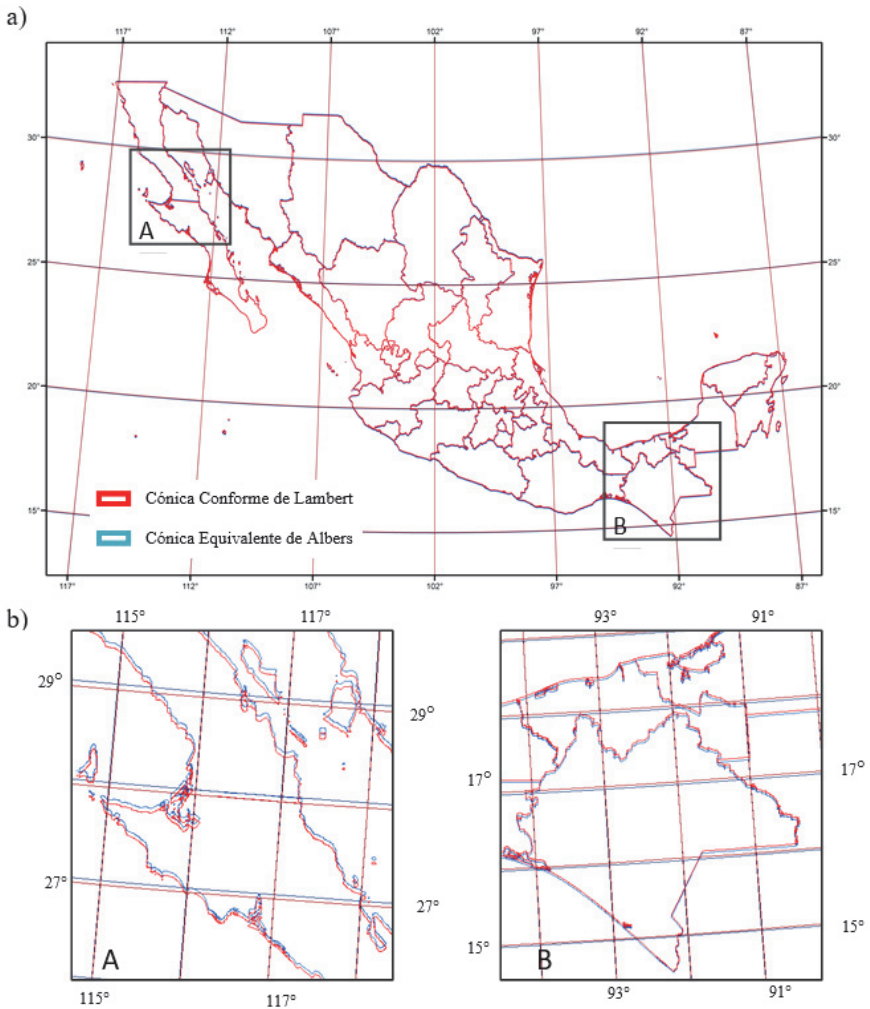 a)
117° 112° 107° 102° 97° 92° 87°
30° 30°
A
25° 25°
20° 20°
Cónica Conforme de Lambert
15° B 15°
Cónica Equivalente de Albers
117° 112° 107° 102° 97° 92° 87°
b)
115° 117° 93° 91°
29° 29°
17° 17°
27° 27°
15° 15°
A B
115° 117° 93° 91°